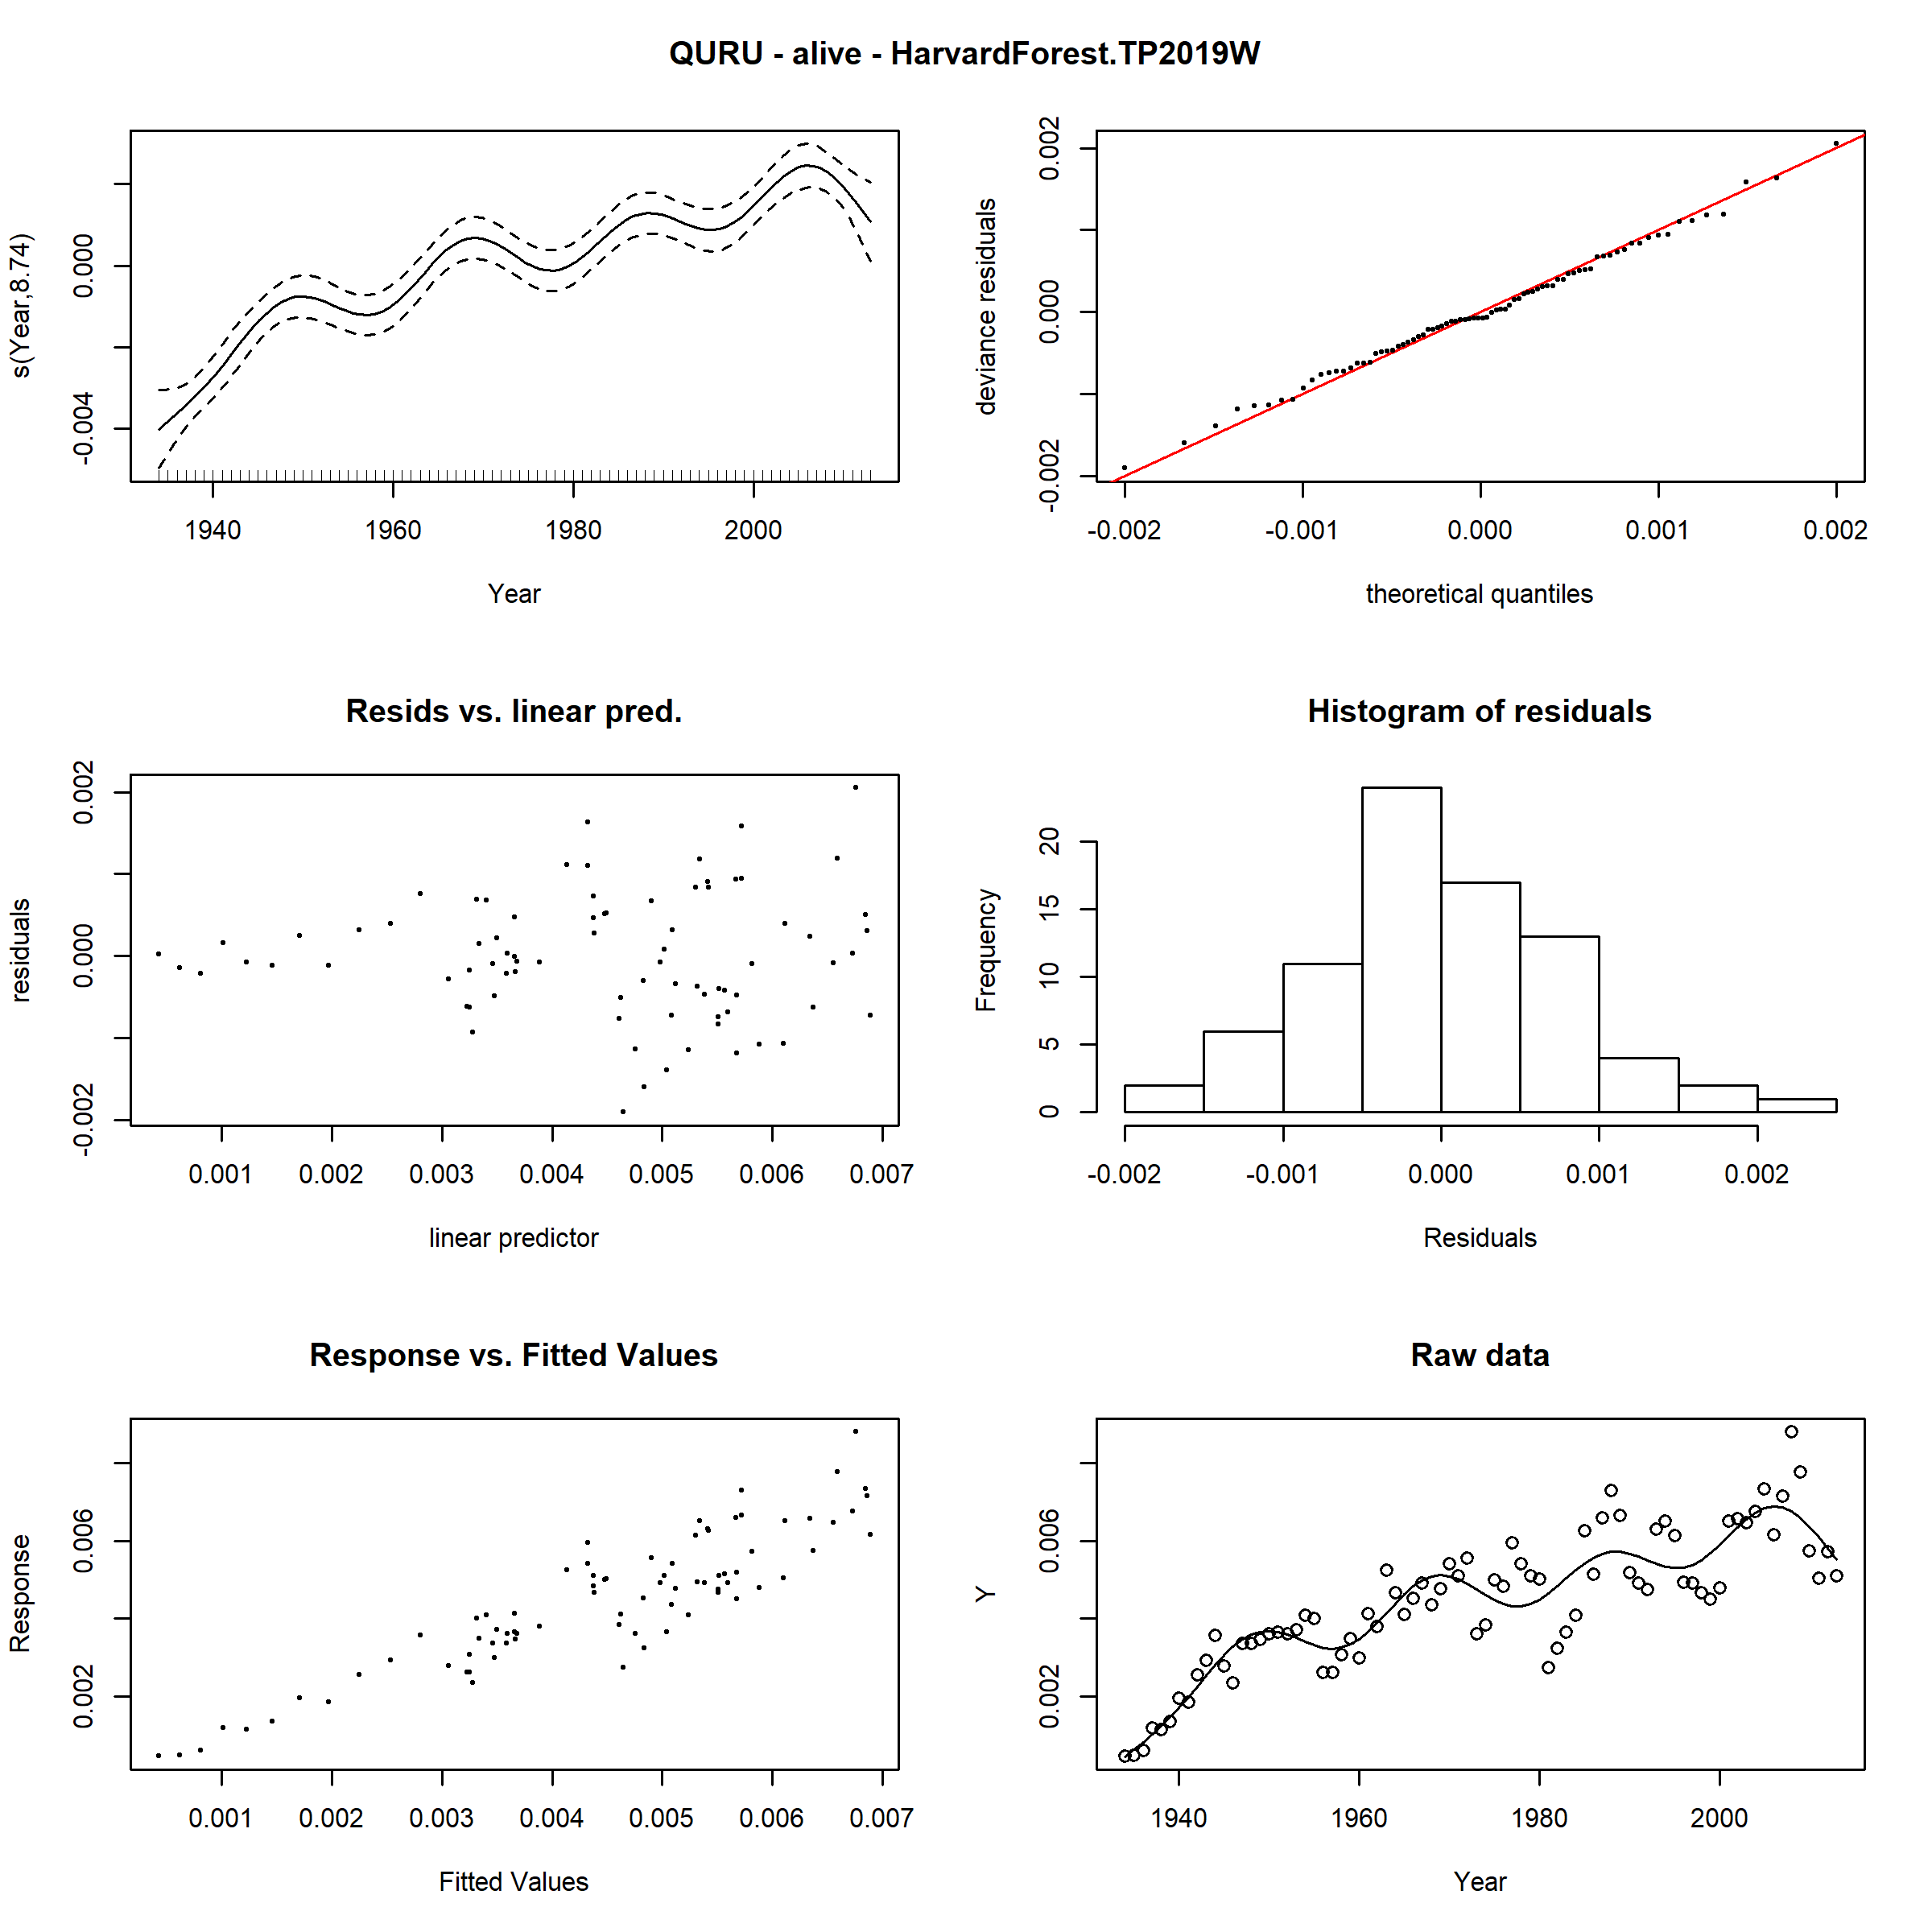 QURU - alive - HarvardForest.TP2019W
s(Year,8.74)
-0.004 0.000
1940 1960 1980 2000
Year
deviance residuals
-0.002 0.000 0.002
-0.002 -0.001 0.000 0.001 0.002
theoretical quantiles
Resids vs. linear pred.
residuals
-0.002 0.000 0.002
0.001 0.002 0.003 0.004 0.005 0.006 0.007
linear predictor
Histogram of residuals
Frequency
0 5 10 15 20
-0.002 -0.001 0.000 0.001 0.002
Residuals
Response vs. Fitted Values
Response
0.002 0.006
0.001 0.002 0.003 0.004 0.005 0.006 0.007
Fitted Values
Raw data
Y
0.002 0.006
1940 1960 1980 2000
Year